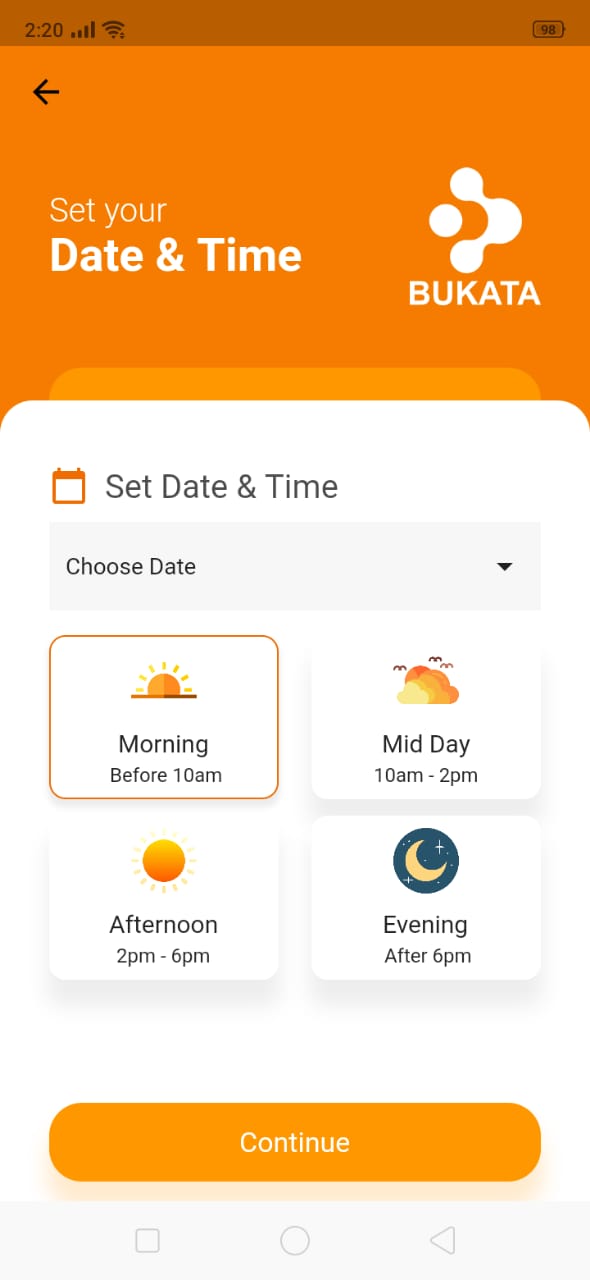 2:20
98
Set your
Date & Time
BUKATA
Set Date & Time
Choose Date
Morning
Before 10am
Mid Day
10am - 2pm
Afternoon
2pm - 6pm
Evening
After 6pm
Continue